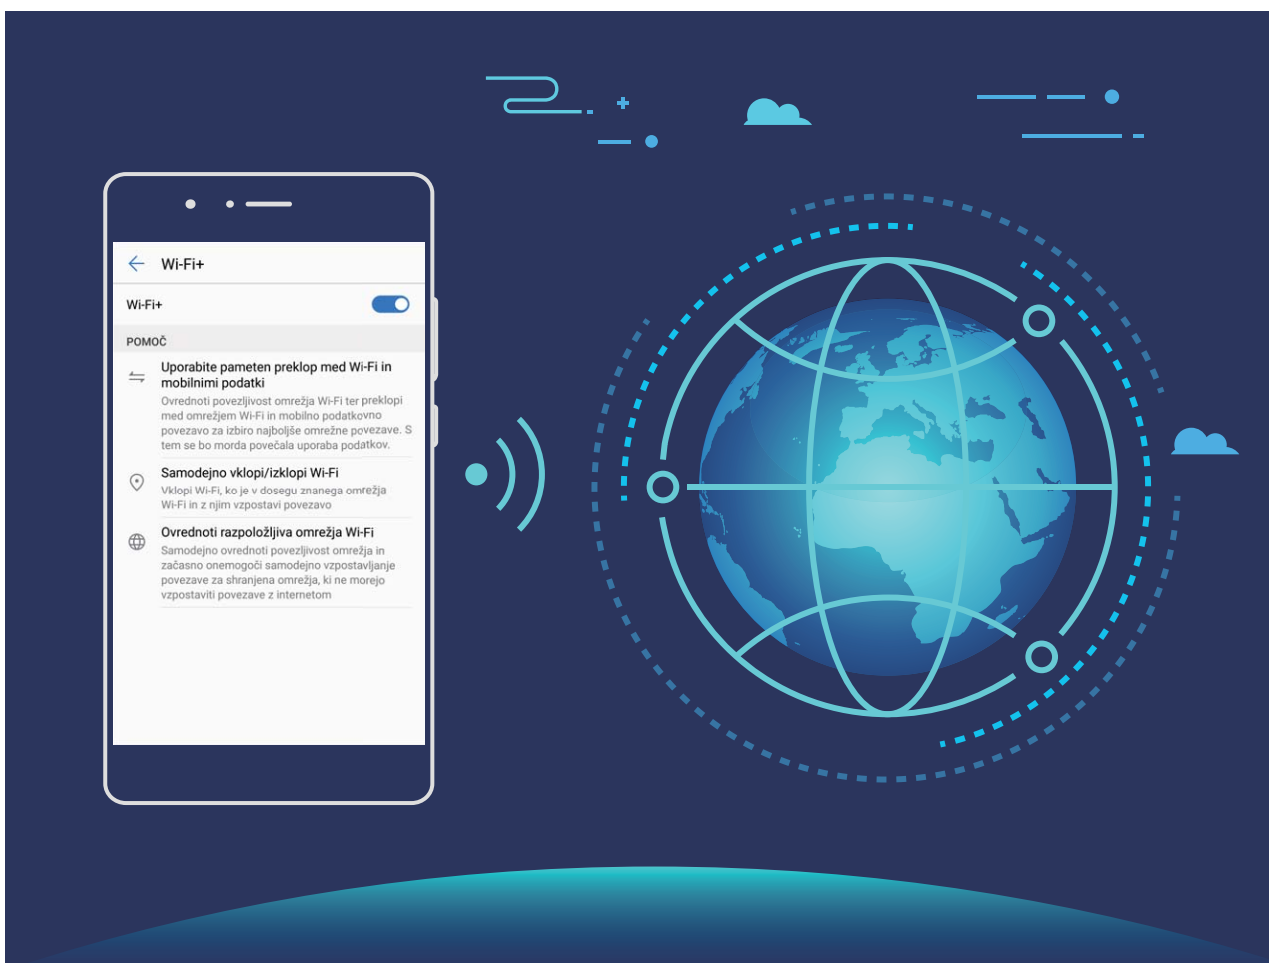 Wi-Fi+
Wi-Fi+
POMOČ
Uporabite pameten preklop med Wi-Fi in
mobilnimi podatki
Ovrednoti povezljivost omrežja Wi-Fi ter preklopi
med omrežjem Wi-Fi in mobilno podatkovno
povezavo za izbiro najboljše omrežne povezave. S
tem se bo morda povečala uporaba podatkov.
Samodejno vklopi/izklopi Wi-Fi
Vklopi Wi-Fi, ko je v dosegu znanega omrežja
Wi-Fi in z njim vzpostavi povezavo
Ovrednoti razpoložljiva omrežja Wi-Fi
Samodejno ovrednoti povezljivost omrežja in
začasno onemogoči samodejno vzpostavljanje
povezave za shranjena omrežja, ki ne morejo
vzpostaviti povezave z internetom